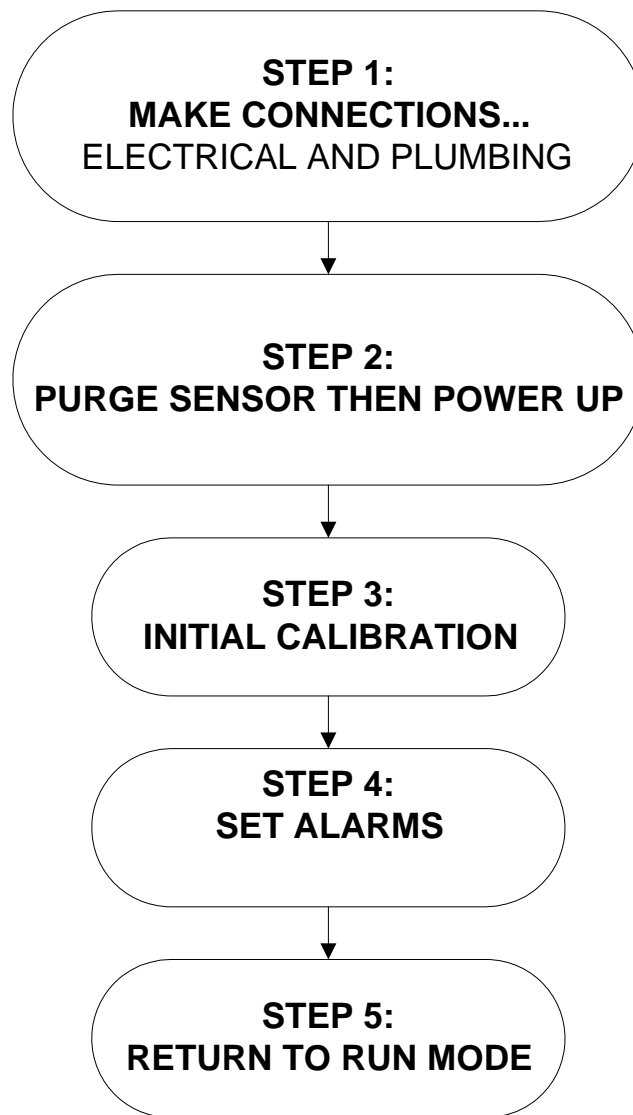 STEP 1:
MAKE CONNECTIONS...
ELECTRICAL AND PLUMBING
STEP 2:
PURGE SENSOR THEN POWER UP
STEP 3:
INITIAL CALIBRATION
STEP 4:
SET ALARMS
STEP 5:
RETURN TO RUN MODE